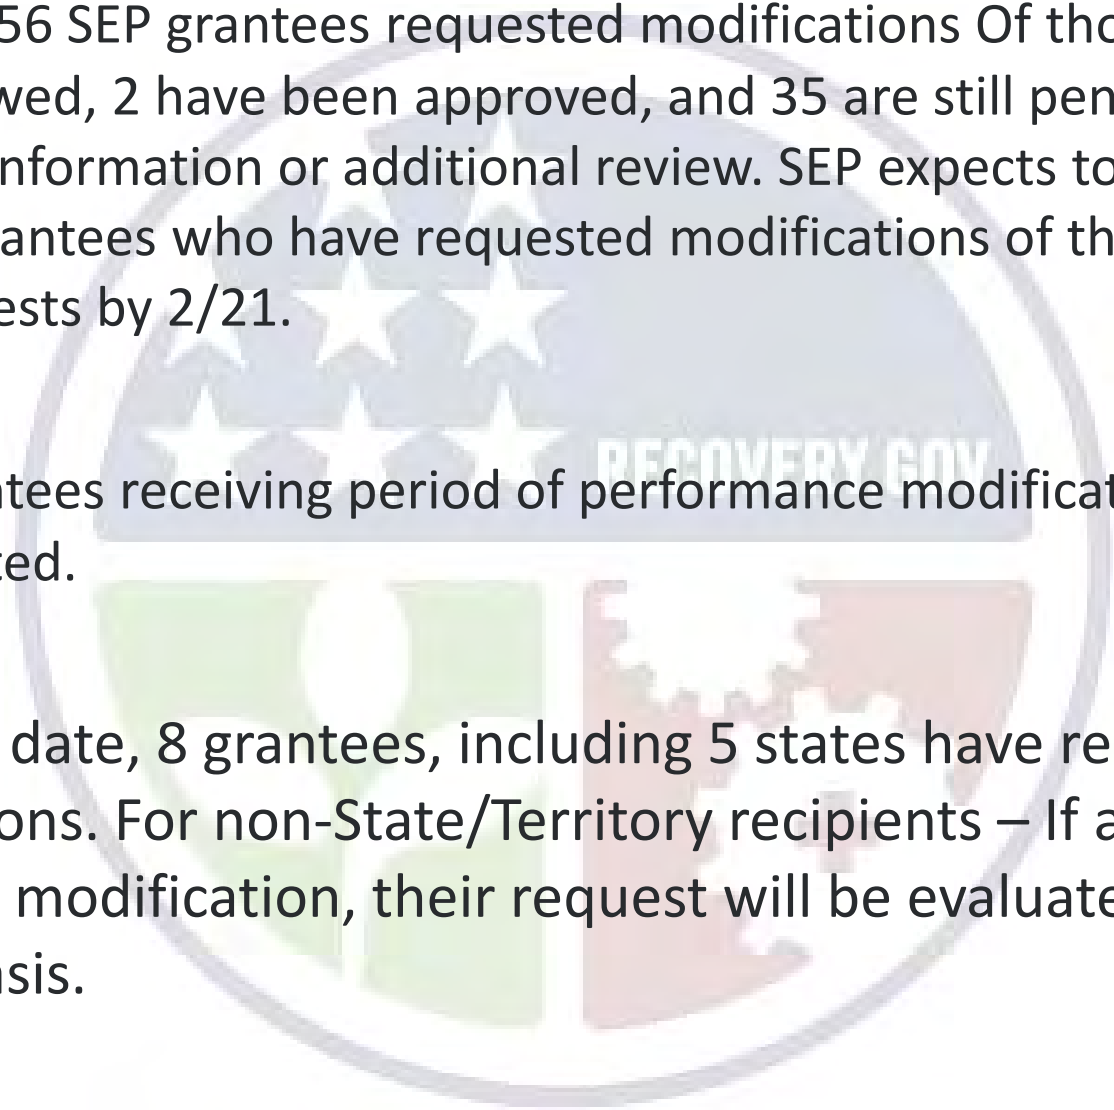 56 SEP grantees requested modifications Of tho
wed, 2 have been approved, and 35 are still pen
nformation or additional review. SEP expects to
antees who have requested modifications of th
ests by 2/21.
RECOVERY.GOV
ntees receiving period of performance modificat
ted.
date, 8 grantees, including 5 states have re
ons. For non-State/Territory recipients – If a
modification, their request will be evaluate
asis.